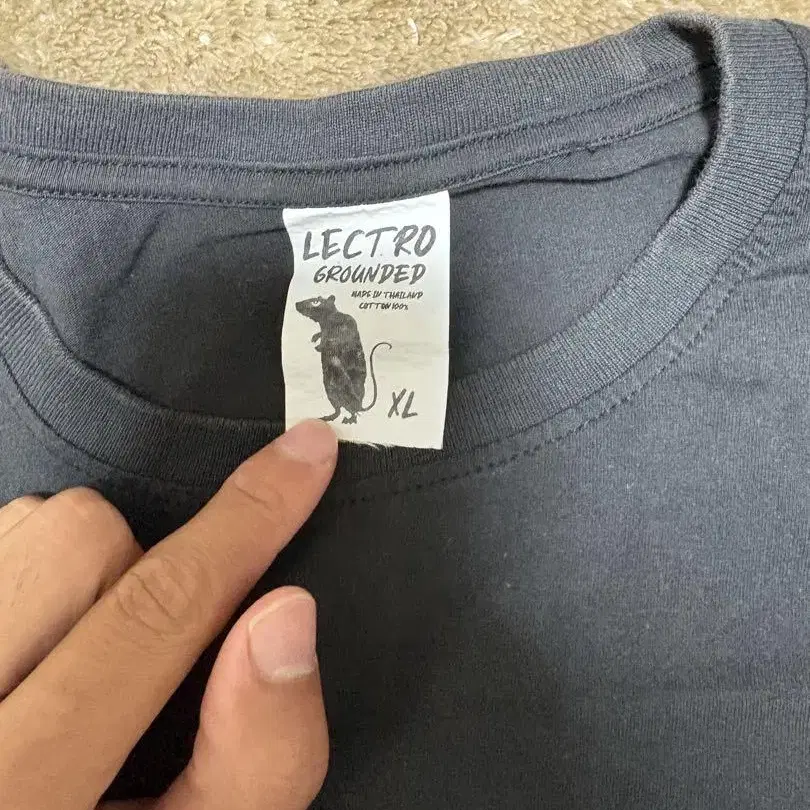 LECTRO
GROUNDED
MADE IN THAILAND
COTTON 100%
XL